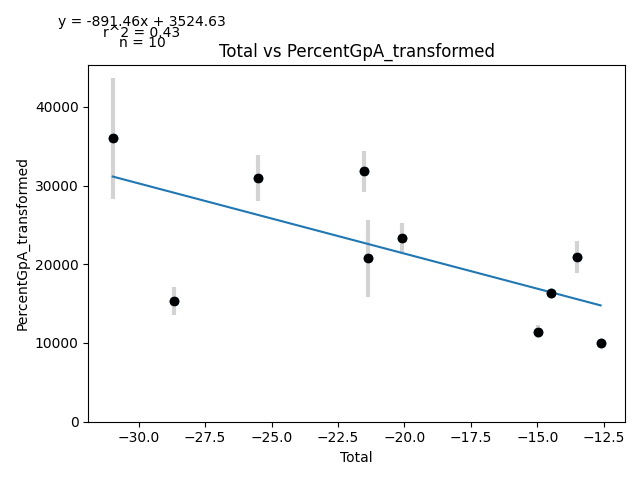 y = -891.46x + 3524.63
r^2 = 0.43
n = 10
Total vs PercentGpA_transformed
40000
30000
20000
10000
0
PercentGpA_transformed
−30.0 −27.5 −25.0 −22.5 −20.0 −17.5 −15.0 −12.5
Total